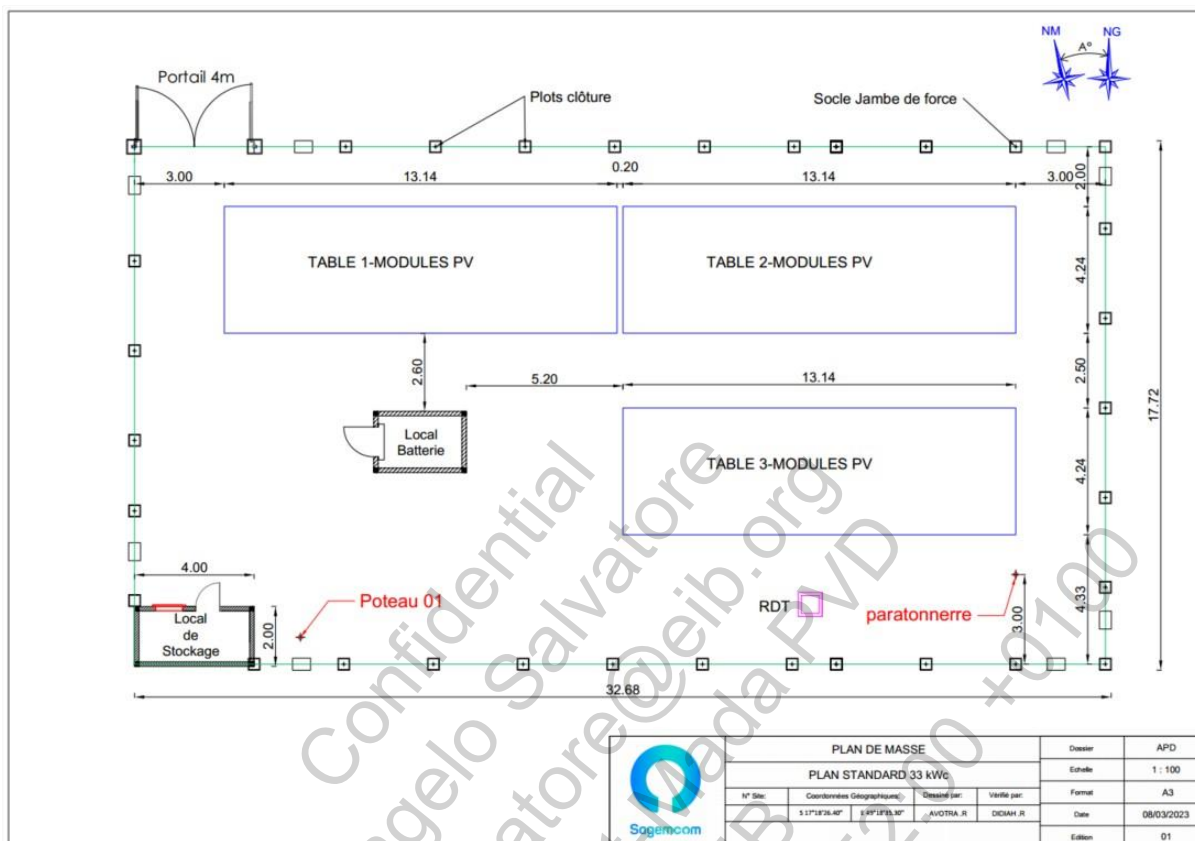 NM NG
A°
Portail 4m
Plots clôture
Socle Jambe de force
3.00
13.14
0.20
13.14
3.00
2.00
TABLE 1-MODULES PV
TABLE 2-MODULES PV
4.24
2.60
5.20
13.14
2.50
17.72
Local
Batterie
TABLE 3-MODULES PV
4.24
4.00
Poteau 01
RDT
paratonnerre
3.00
4.33
Local
de
Stockage
2.00
32.68
Confidential
Salvatore
@eib.org
PVD
Mada
+0100
Sagemcom
PLAN DE MASSE
PLAN STANDARD 33 kWc
N° Site:
Coordonnées Géographiques:
Dessiné par:
Vérifié par:
AVOTRA .R
DIDIAH .R
Dossier
APD
Echelle
1 : 100
Format
A3
Date
08/03/2023
Edition
01